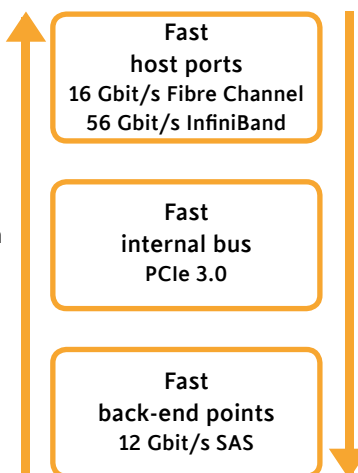 Fast
host ports
16 Gbit/s Fibre Channel
56 Gbit/s InfiniBand
Fast
internal bus
PCIe 3.0
Fast
back-end points
12 Gbit/s SAS